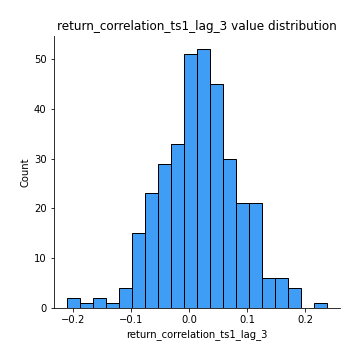 return_correlation_ts1_lag_3 value distribution
50
40
30
20
10
0
Count
−0.2 −0.1 0.0 0.1 0.2
return_correlation_ts1_lag_3